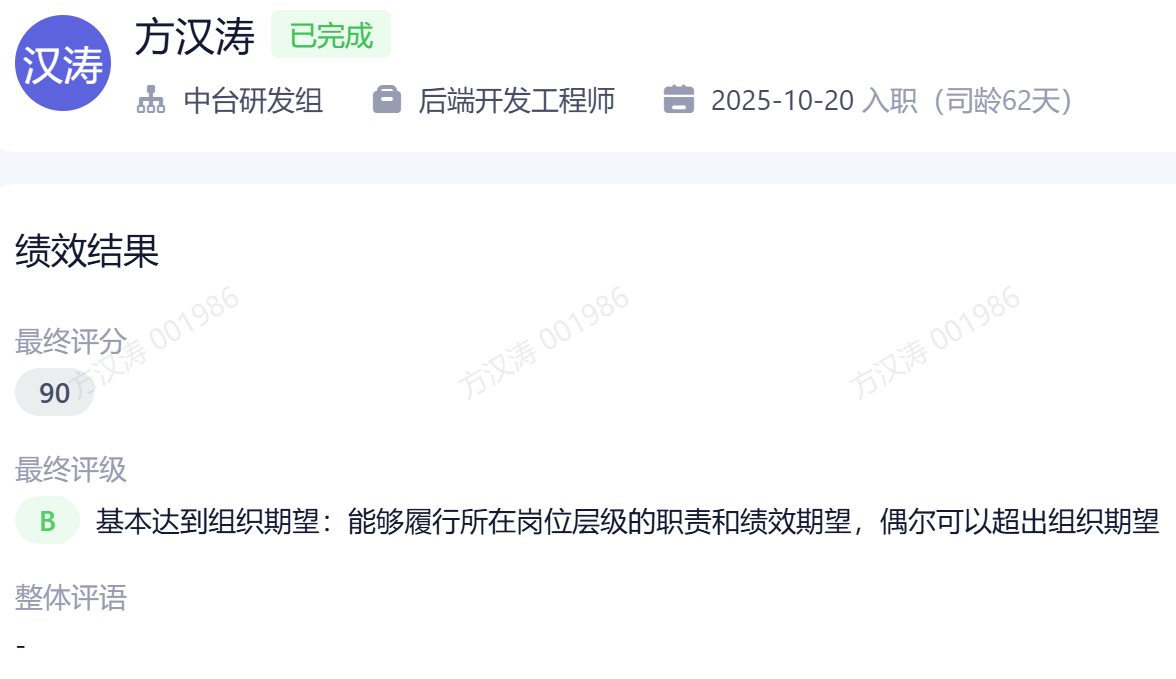 汉涛
方汉涛 已完成
中台研发组 后端开发工程师 2025-10-20 入职（司龄62天）
绩效结果
最终评分
90
方汉涛 001986 方汉涛 001986 方汉涛 001986
最终评级
B 基本达到组织期望：能够履行所在岗位层级的职责和绩效期望，偶尔可以超出组织期望
整体评语
-